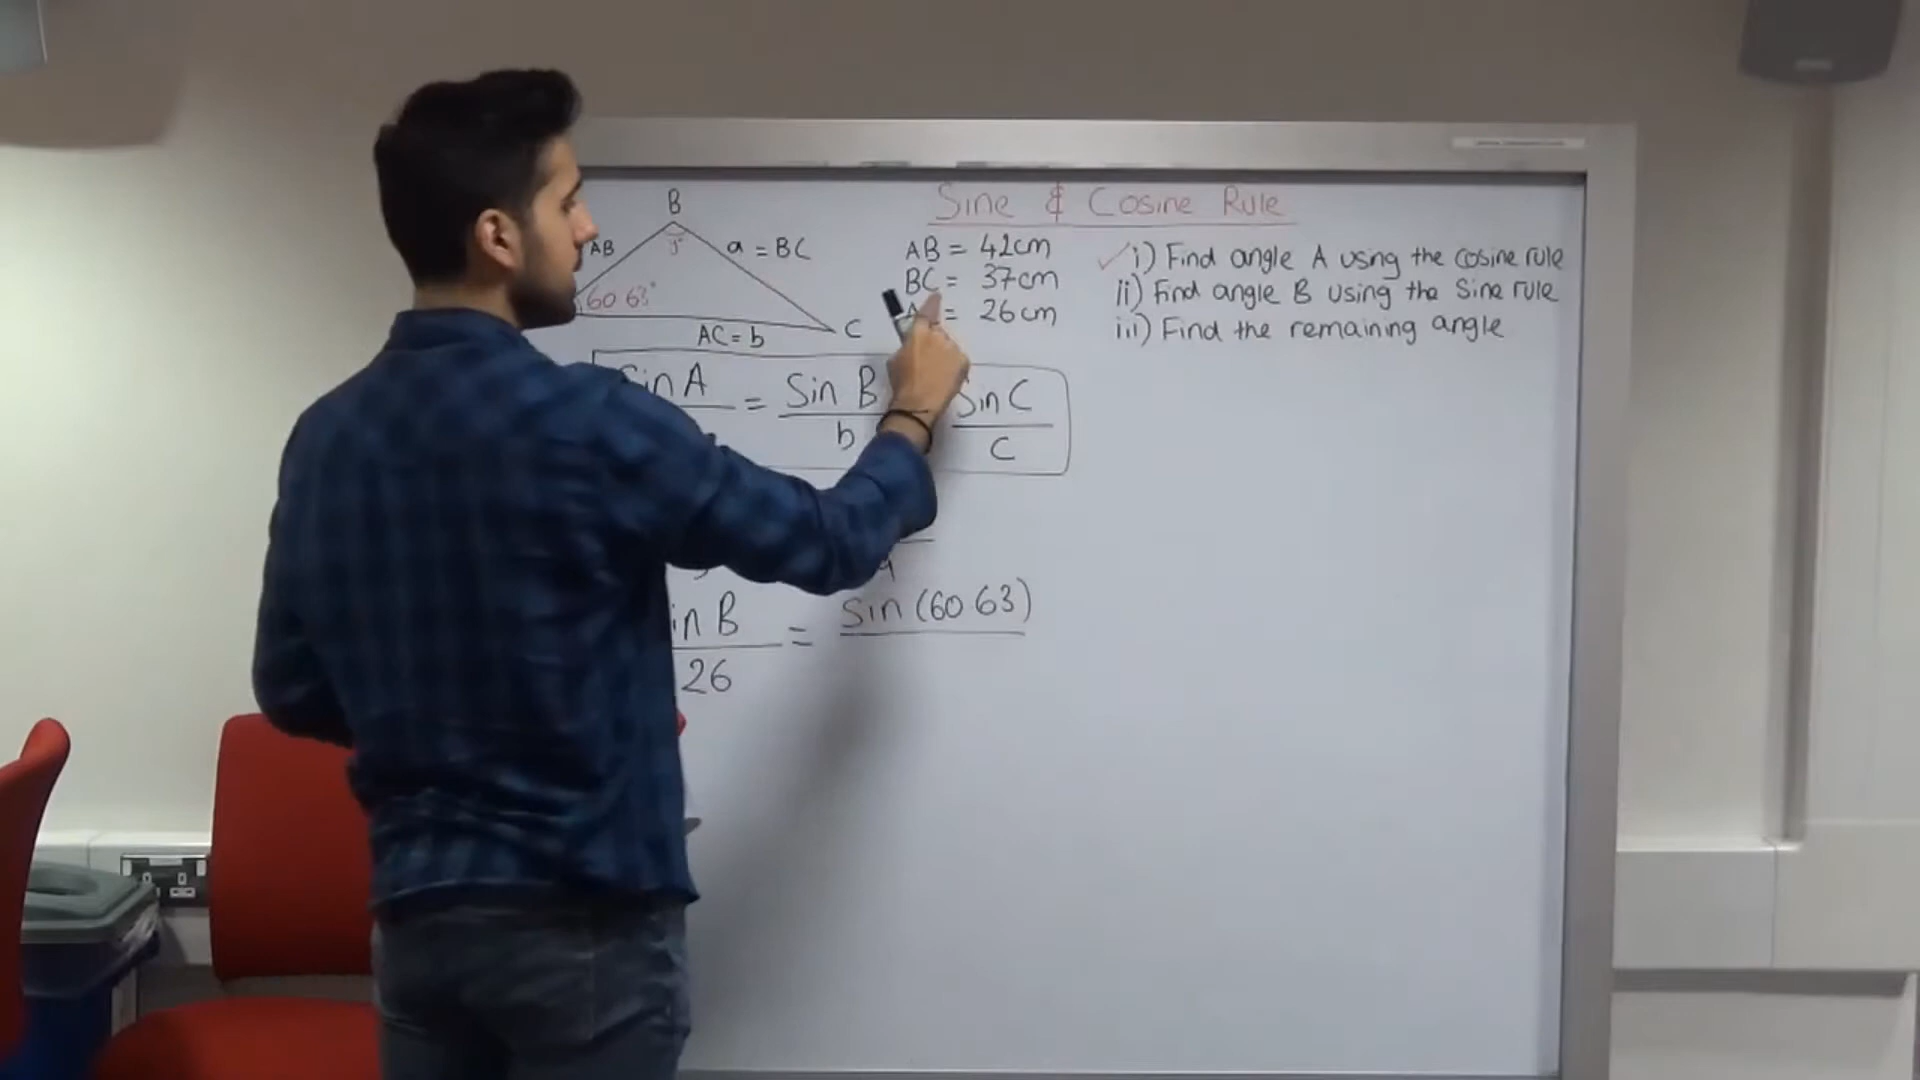 Sine & Cosine Rule
B
AB
a = BC
60.63°
AC = b
C
AB = 42cm
BC = 37cm
= 26cm
i) Find angle A using the cosine rule
ii) Find angle B using the Sine rule
iii) Find the remaining angle
Sin A = Sin B Sin C
b C
Sin B = Sin (60.63)
26